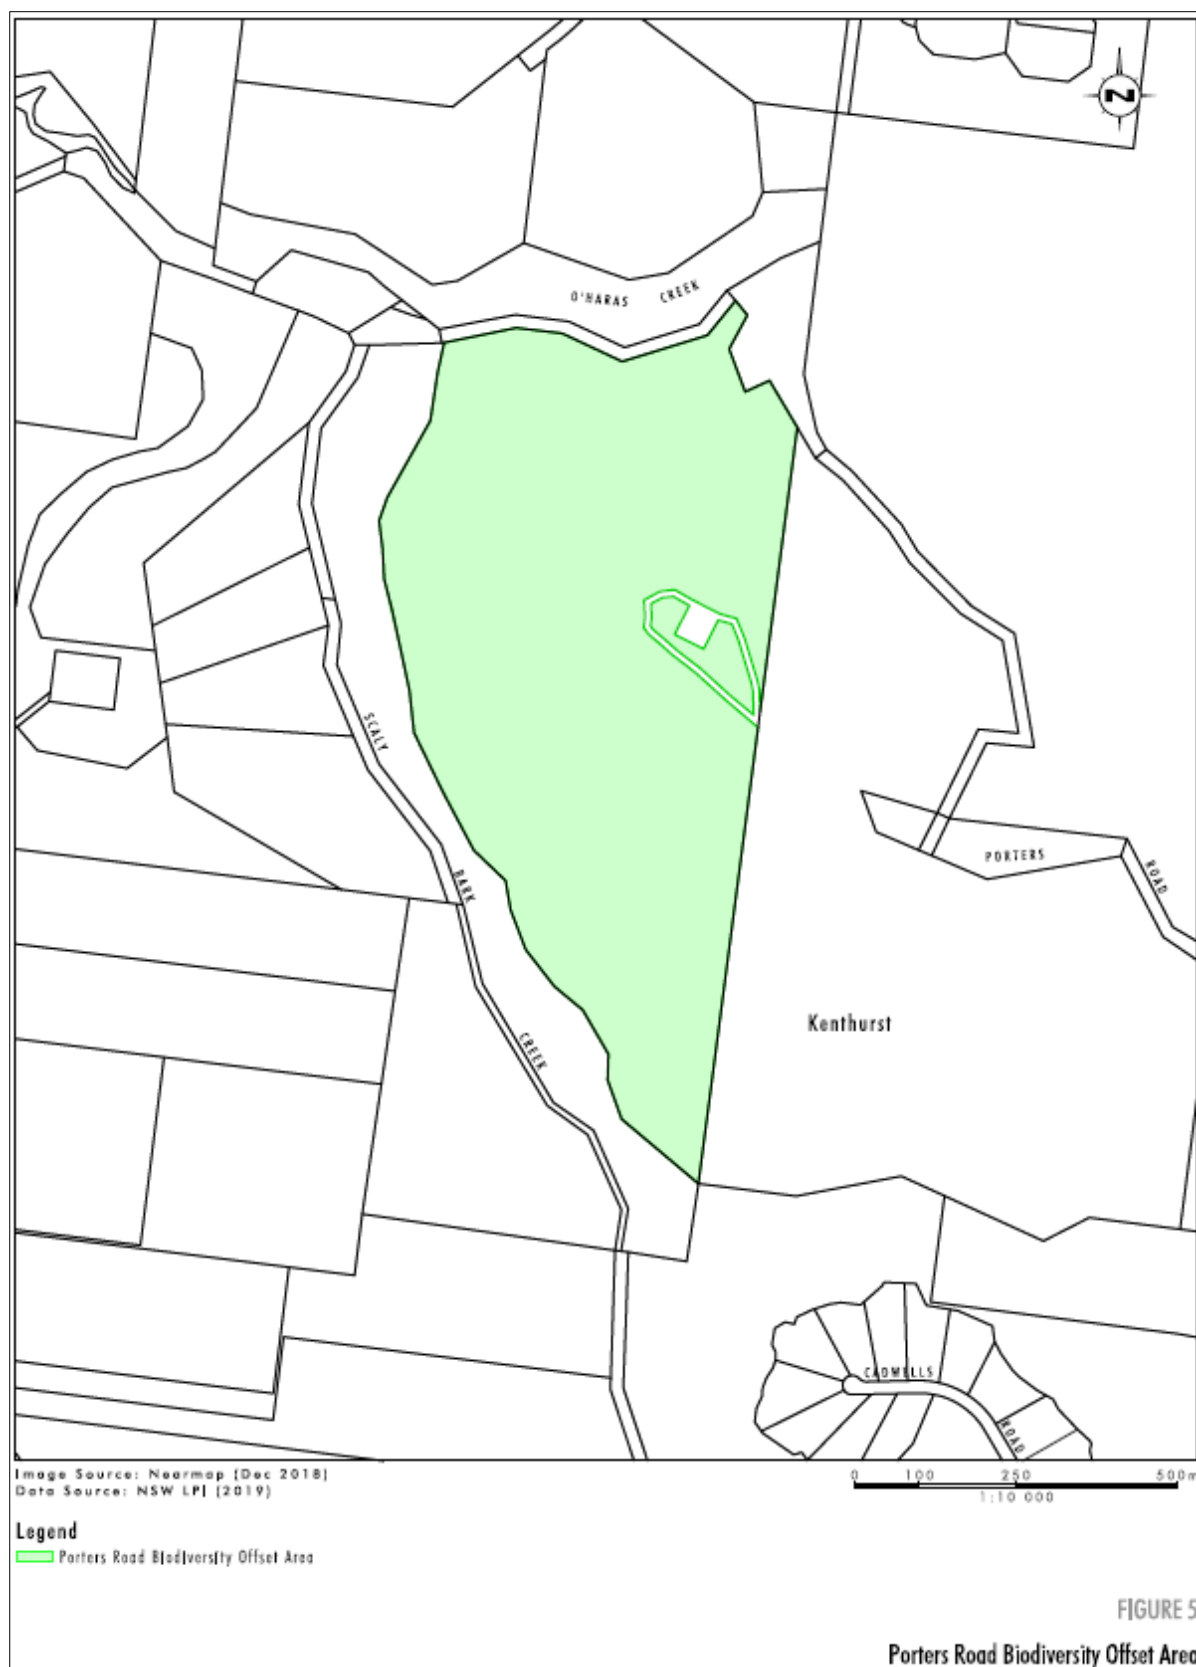 N
O'HARAS CREEK
SCALY
BARK
CREEK
PORTERS
ROAD
Kenthurst
CADWELLS
ROAD
Image Source: Nearmap (Dec 2018)
Data Source: NSW LPI (2019)
0 100 250 500m
1:10 000
Legend
Porters Road Biodiversity Offset Area
FIGURE 5
Porters Road Biodiversity Offset Area